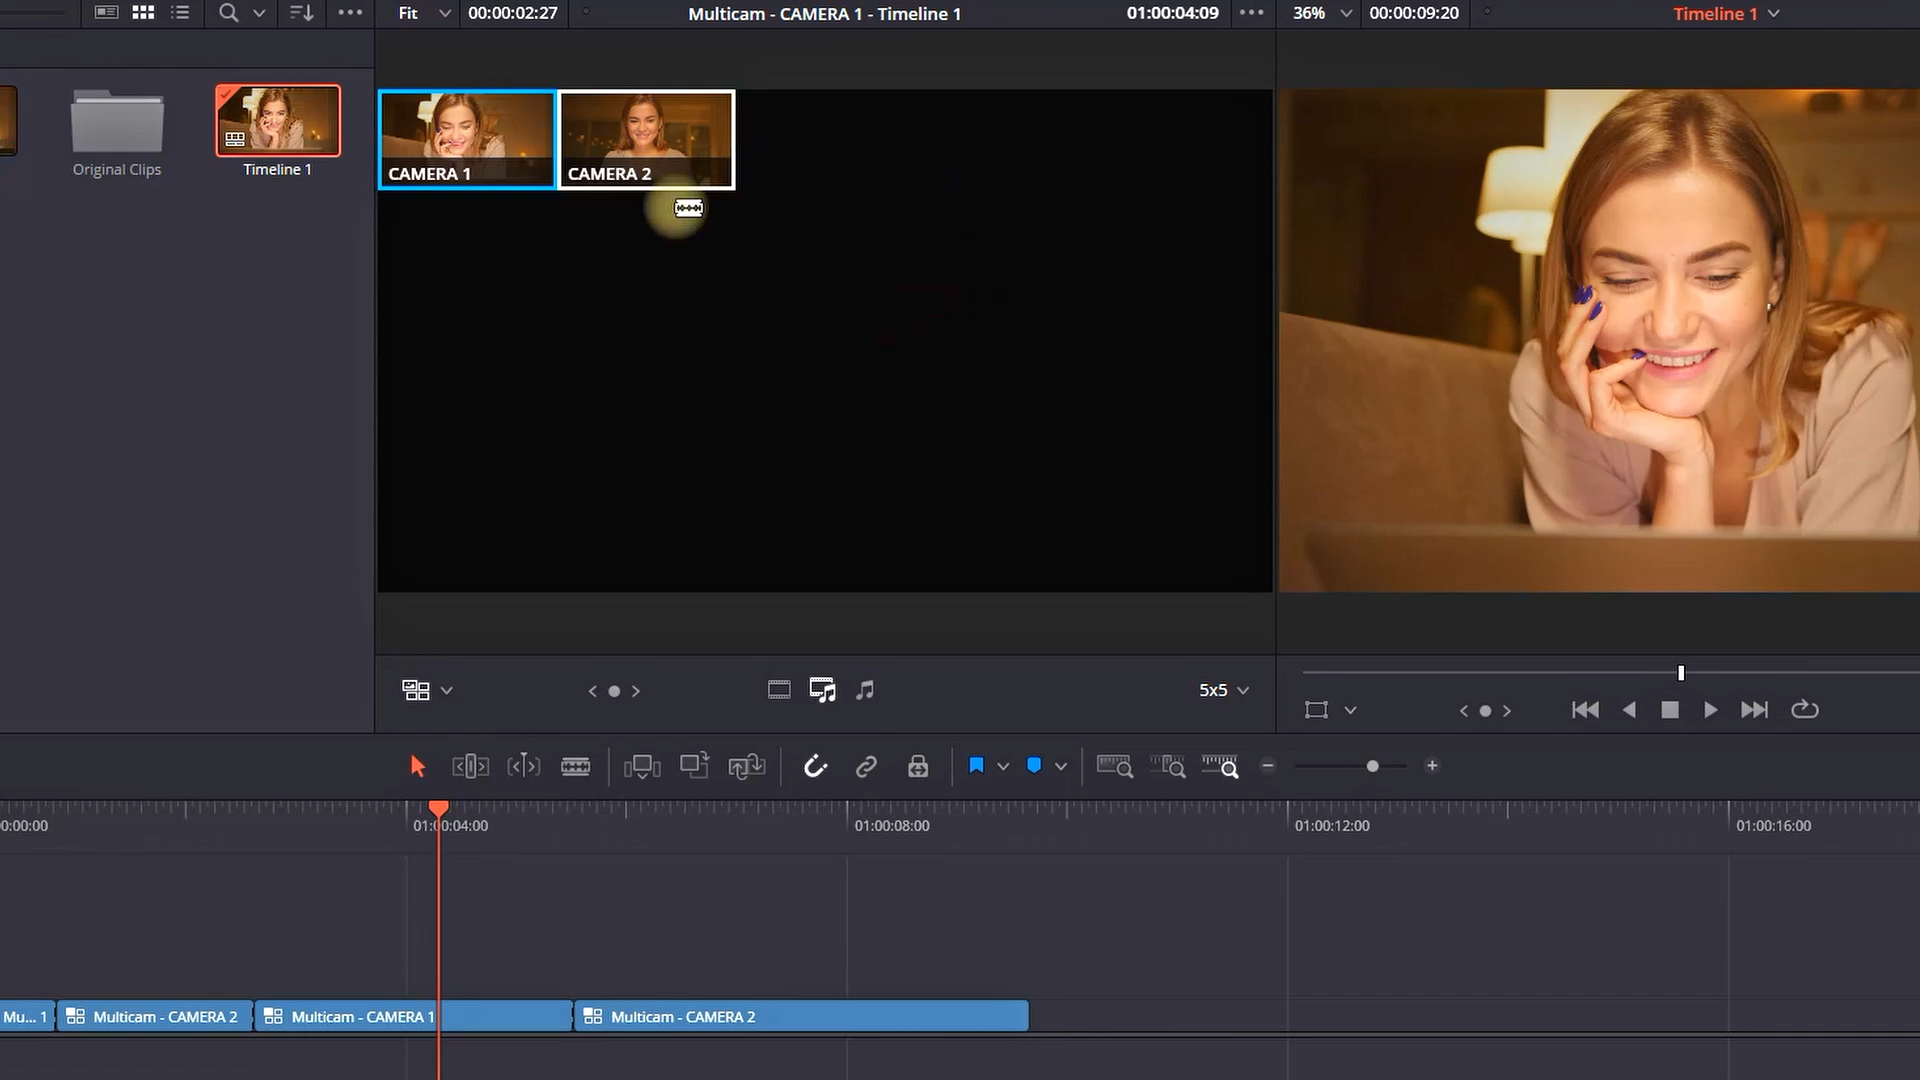 Fit
00:00:02:27
Multicam - CAMERA 1 - Timeline 1
01:00:04:09
36%
00:00:09:20
Timeline 1
CAMERA 1
CAMERA 2
Original Clips
Timeline 1
5x5
0:00:00
01:00:04:00
01:00:08:00
01:00:12:00
01:00:16:00
Mu... 1
Multicam - CAMERA 2
Multicam - CAMERA 1
Multicam - CAMERA 2